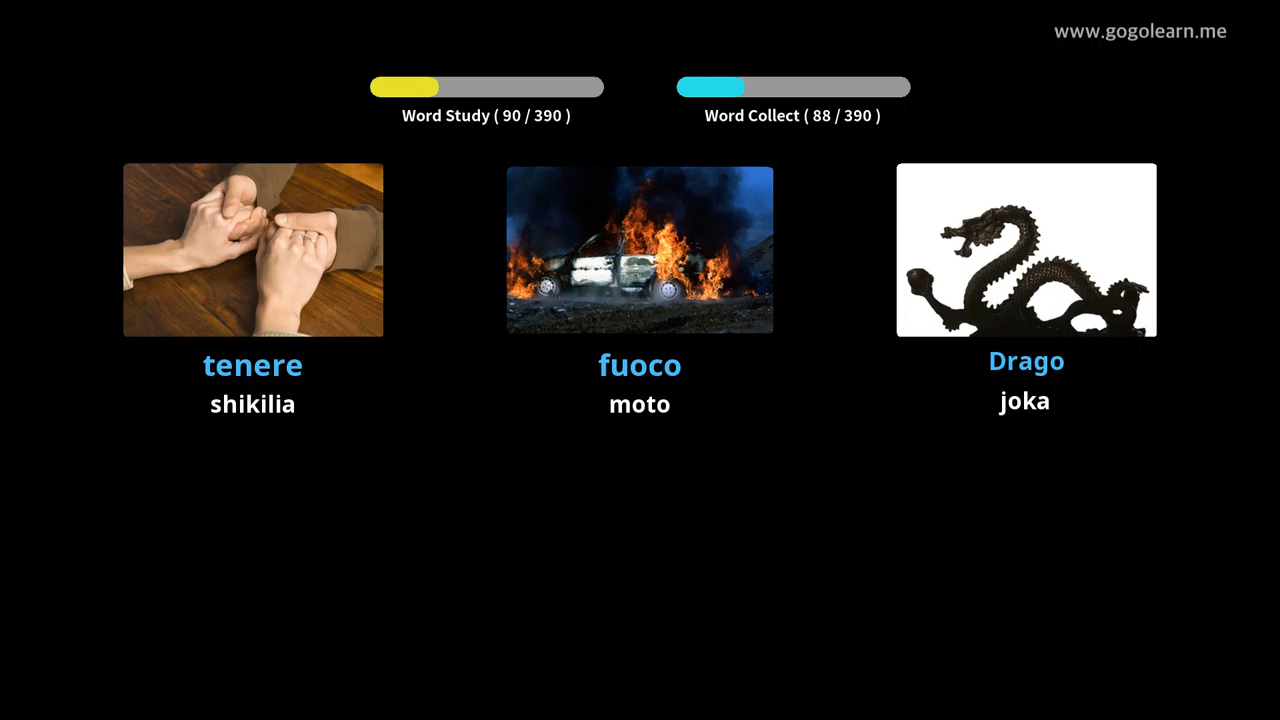 www.gogolearn.me
Word Study ( 90 / 390 )
Word Collect ( 88 / 390 )
tenere
shikilia
fuoco
moto
Drago
joka